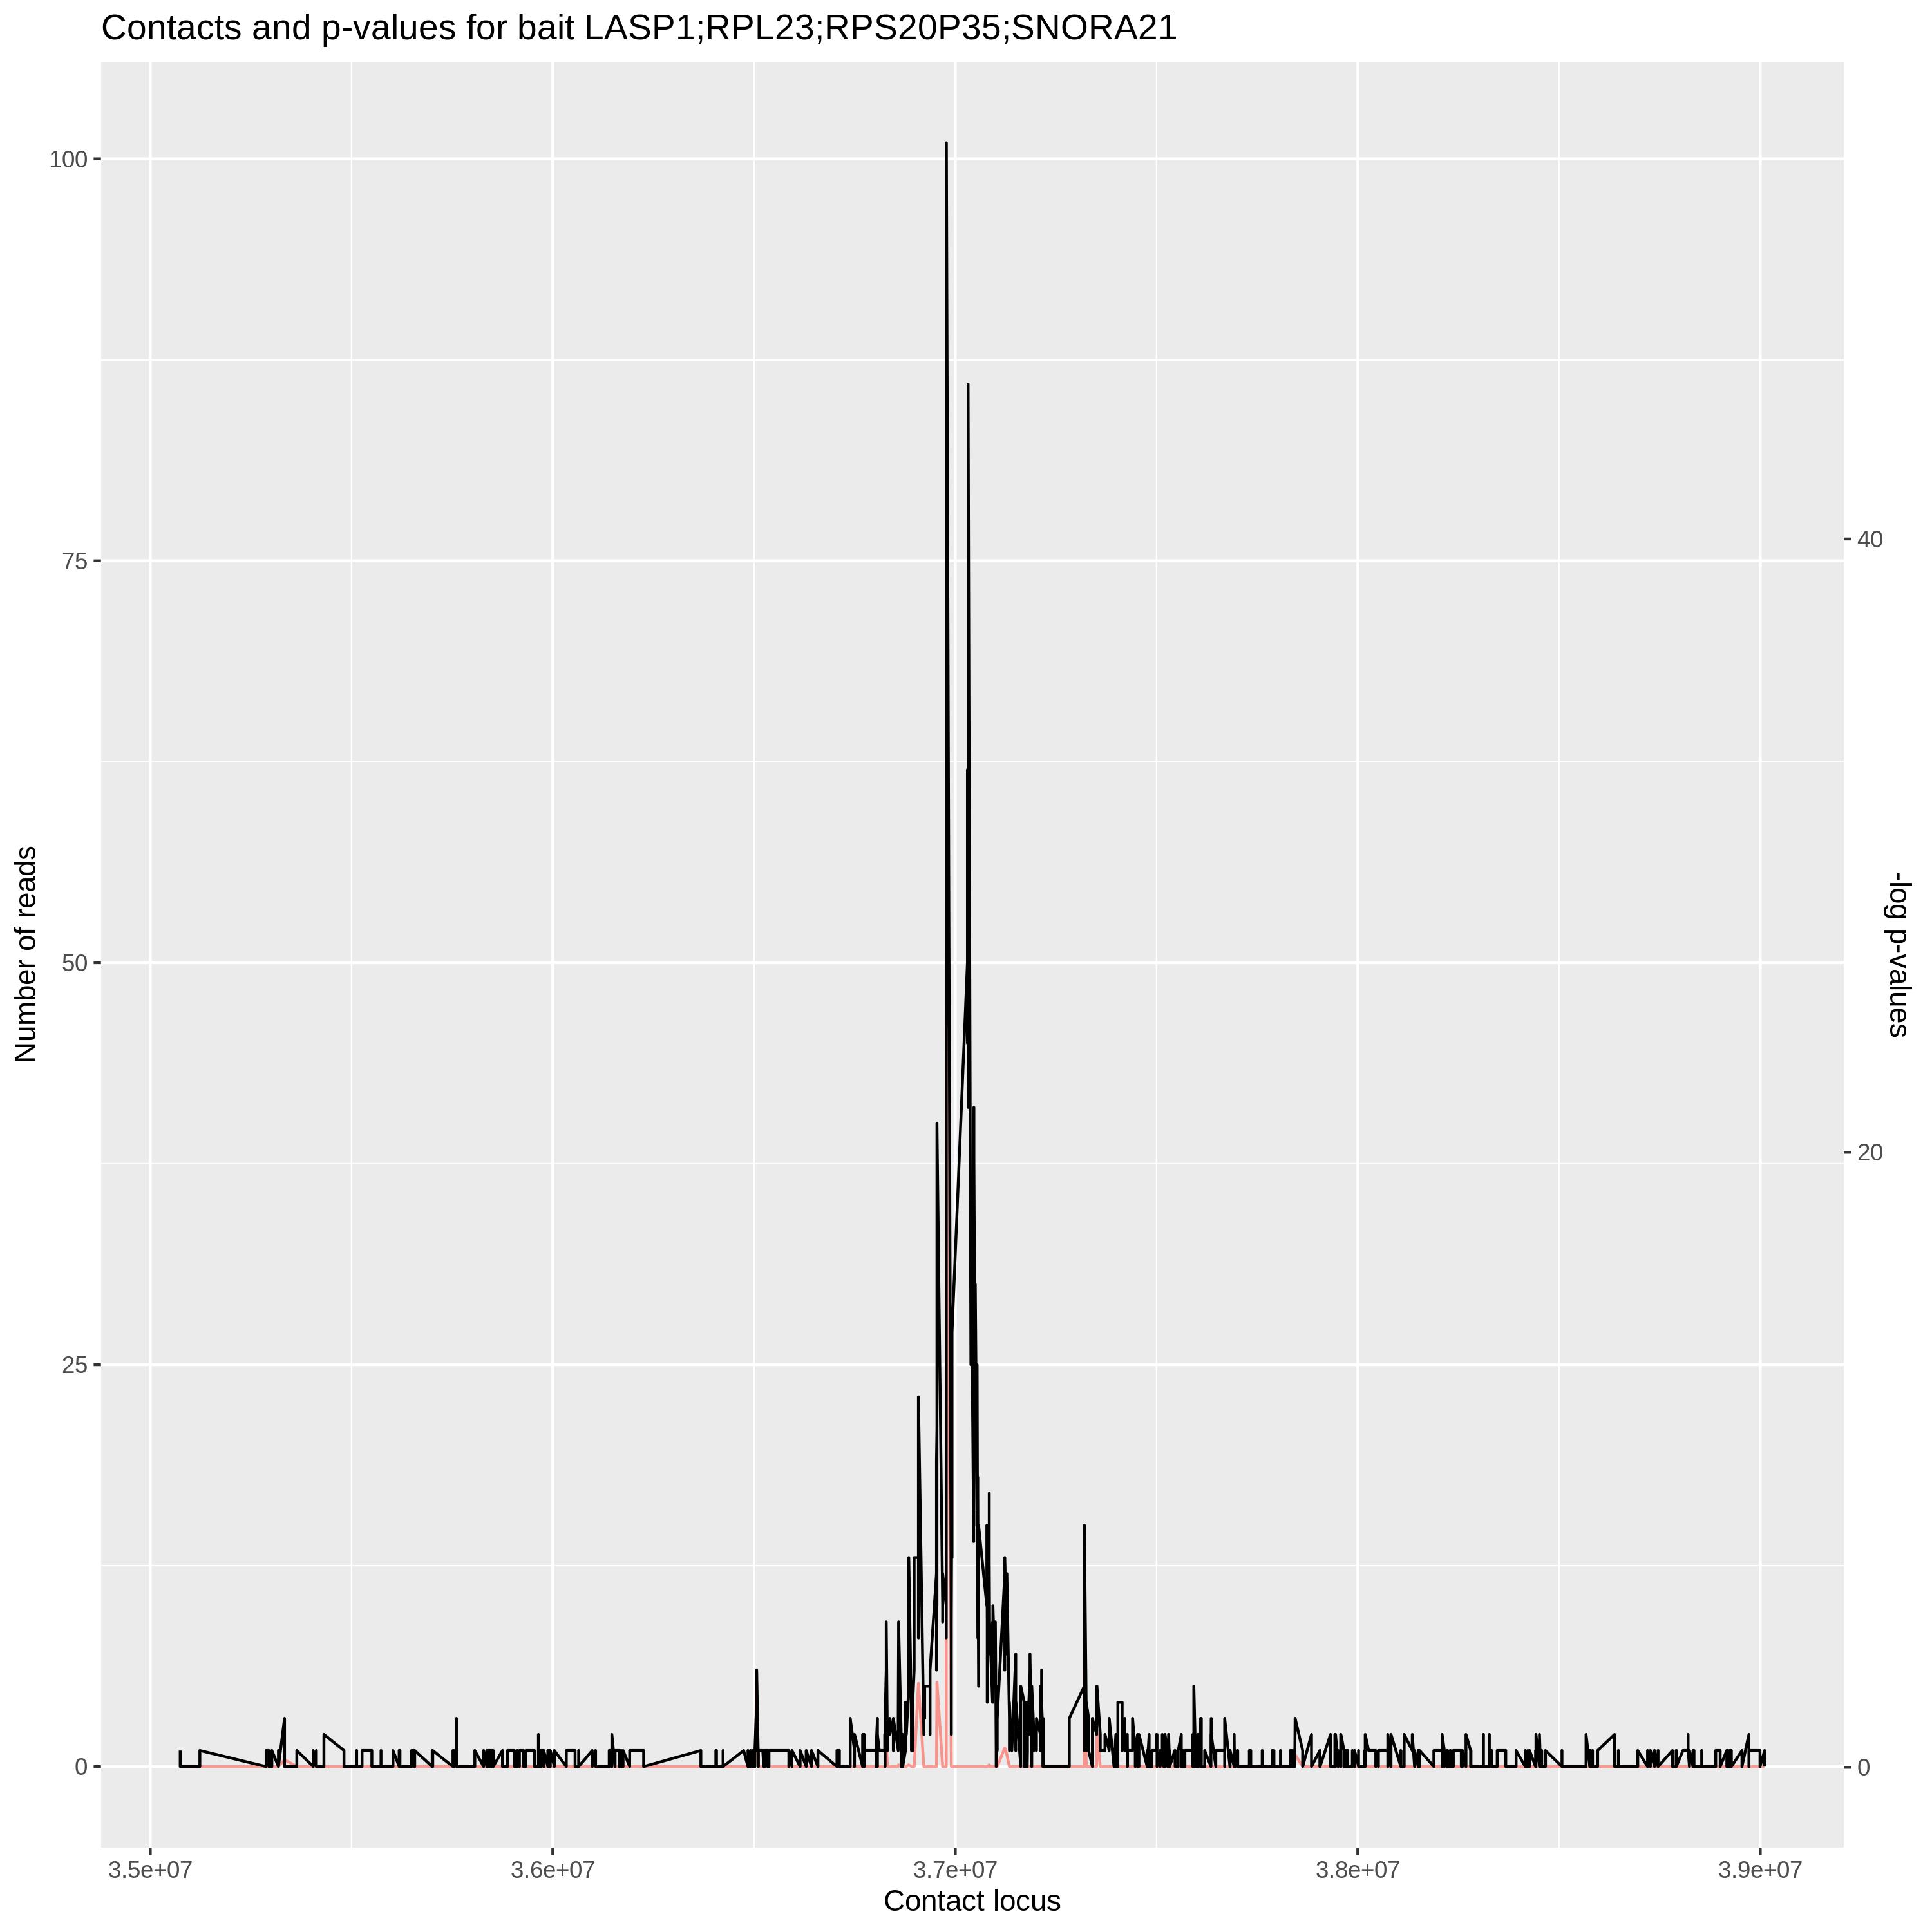 Contacts and p-values for bait LASP1;RPL23;RPS20P35;SNORA21
100
75
50
25
0
Number of reads
40
20
0
-log p-values
3.5e+07
3.6e+07
3.7e+07
3.8e+07
3.9e+07
Contact locus